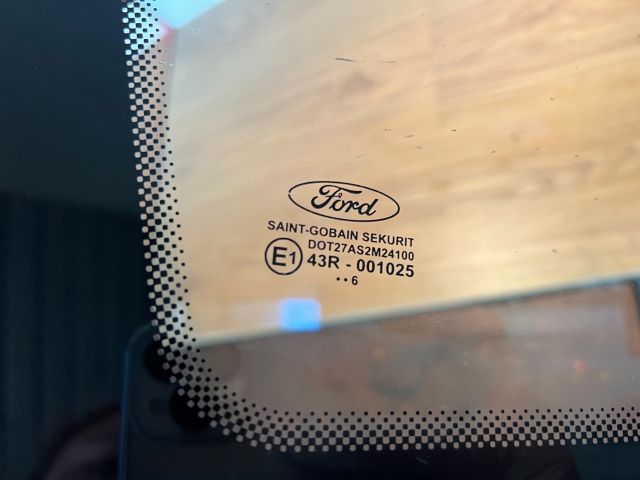 Ford
SAINT-GOBAIN SEKURIT
DOT27AS2M24100
E1 43R - 001025
••6